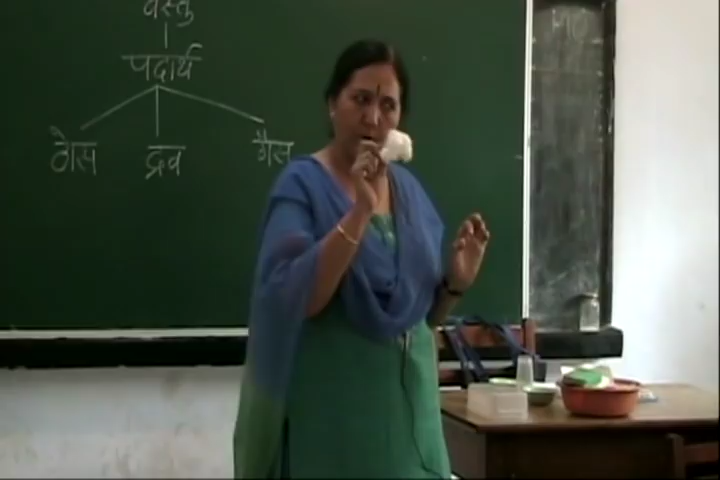 वस्तु
पदार्थ
ठोस द्रव गैस